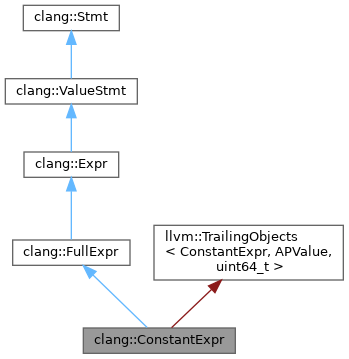 clang::Stmt
clang::ValueStmt
clang::Expr
clang::FullExpr
llvm::TrailingObjects
< ConstantExpr, APValue,
uint64_t >
clang::ConstantExpr